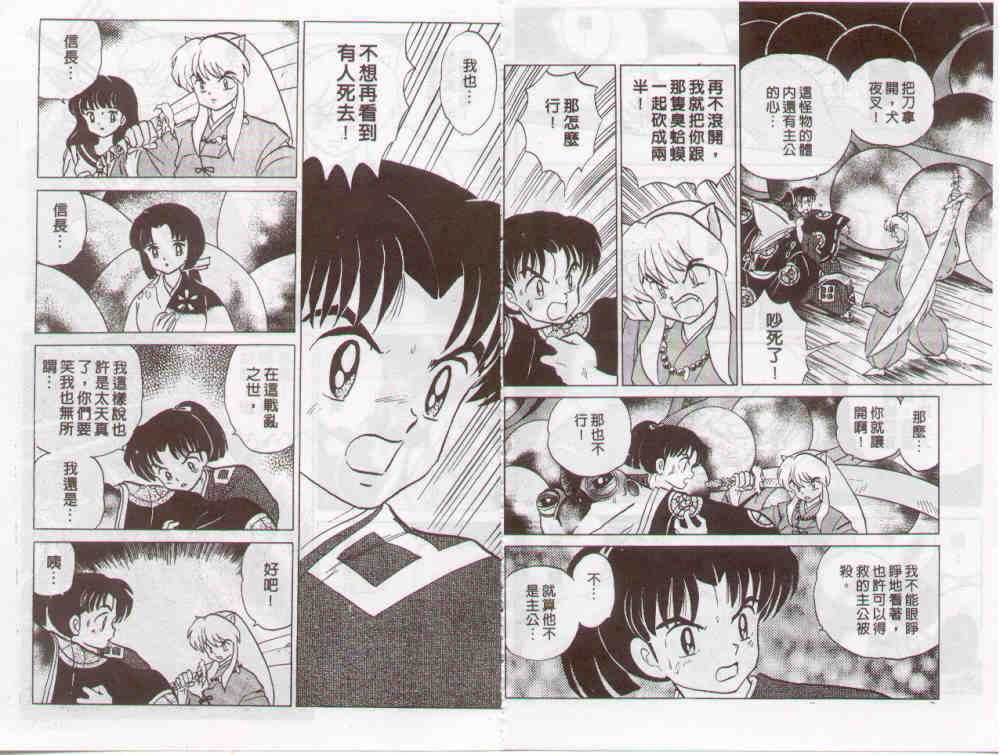 把刀拿
開，犬
夜叉！
這怪物的體
內還有主公
的心…
吵死了！
再不滾開，
我就把你跟
那隻臭蛤蟆
一起砍成兩
半！
那怎麼
行！
那麼…
你就讓
開啊！
那也不
行！
我不能眼睜
睜地看著，
也許可以得
救的主公被
殺。
不…
就算他不
是主公…
我也…
不想再看到
有人死去！
信長…
信長…
在這戰亂
之世，
我這樣說也
許是太天真
了，你們要
笑我也無所
謂…
我還是…
好吧！
咦…